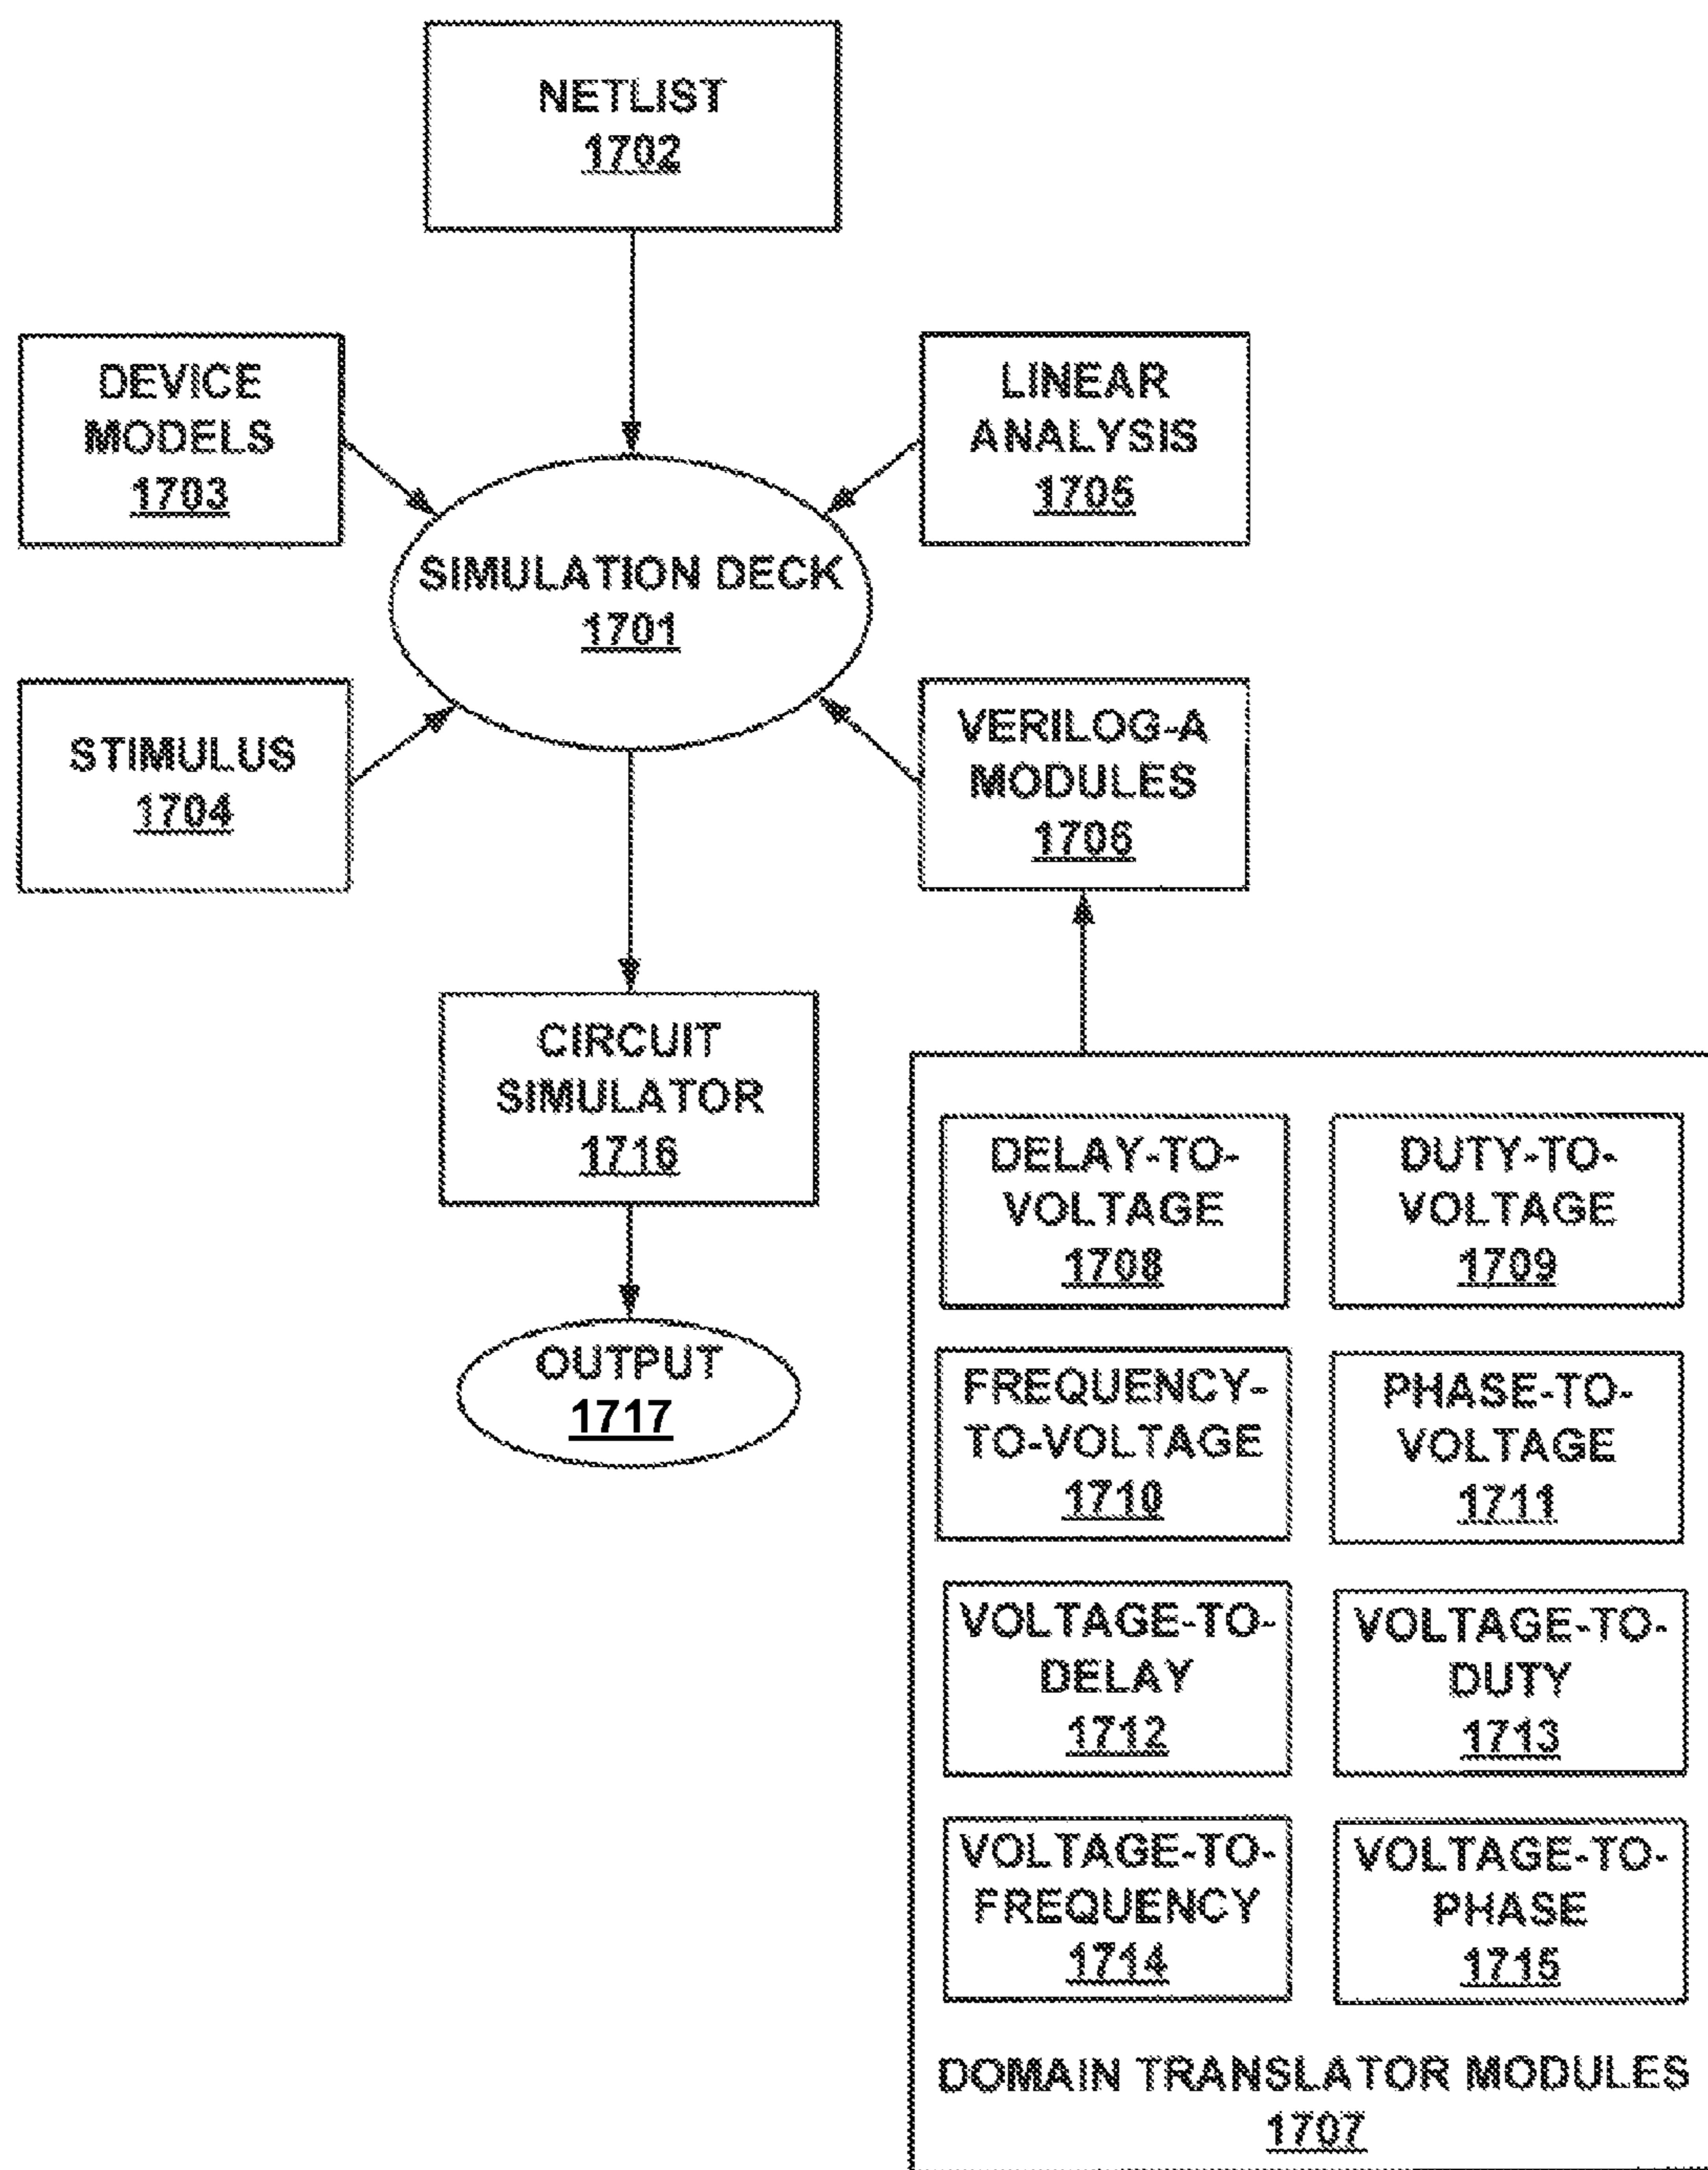 NETLIST
1702
DEVICE
MODELS
1703
LINEAR
ANALYSIS
1705
SIMULATION DECK
1701
STIMULUS
1704
VERILOG-A
MODULES
1706
CIRCUIT
SIMULATOR
1716
OUTPUT
1717
DELAY-TO-
VOLTAGE
1708
DUTY-TO-
VOLTAGE
1709
FREQUENCY-
TO-VOLTAGE
1710
PHASE-TO-
VOLTAGE
1711
VOLTAGE-TO-
DELAY
1712
VOLTAGE-TO-
DUTY
1713
VOLTAGE-TO-
FREQUENCY
1714
VOLTAGE-TO-
PHASE
1715
DOMAIN TRANSLATOR MODULES
1707